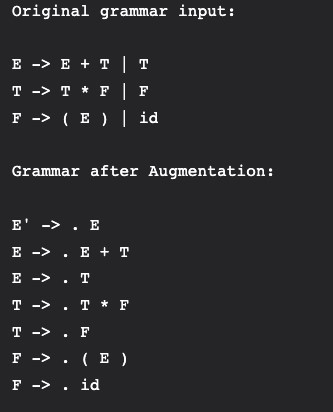 Original grammar input:
E -> E + T | T
T -> T * F | F
F -> ( E ) | id
Grammar after Augmentation:
E' -> . E
E -> . E + T
E -> . T
T -> . T * F
T -> . F
F -> . ( E )
F -> . id